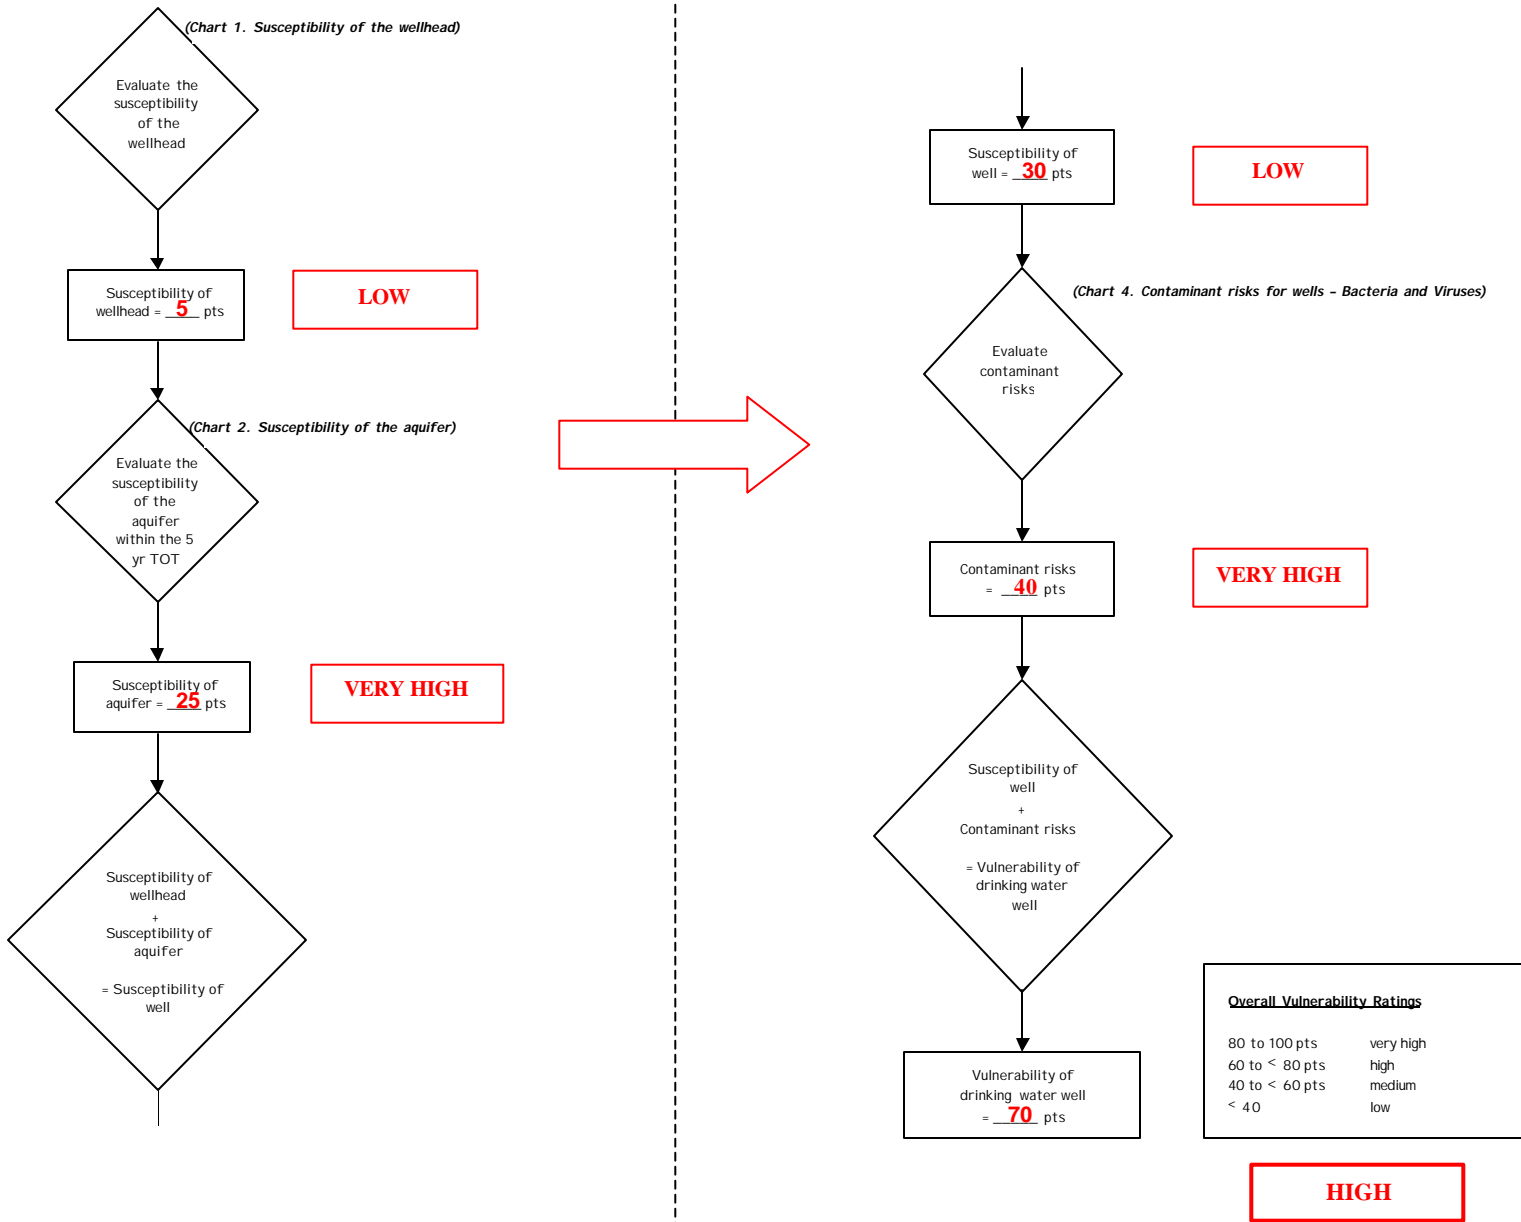 (Chart 1. Susceptibility of the wellhead)
Evaluate the
susceptibility
of the
wellhead
Susceptibility of
wellhead = __5__ pts
LOW
(Chart 2. Susceptibility of the aquifer)
Evaluate the
susceptibility
of the
aquifer
within the 5
yr TOT
Susceptibility of
aquifer = __25__ pts
VERY HIGH
Susceptibility of
wellhead
+
Susceptibility of
aquifer
= Susceptibility of
well
Susceptibility of
well = __30__ pts
LOW
(Chart 4. Contaminant risks for wells – Bacteria and Viruses)
Evaluate
contaminant
risks
Contaminant risks
= __40__ pts
VERY HIGH
Susceptibility of
well
+
Contaminant risks
= Vulnerability of
drinking water
well
Vulnerability of
drinking water well
= __70__ pts
Overall Vulnerability Ratings
80 to 100 pts very high
60 to < 80 pts high
40 to < 60 pts medium
< 40 low
HIGH